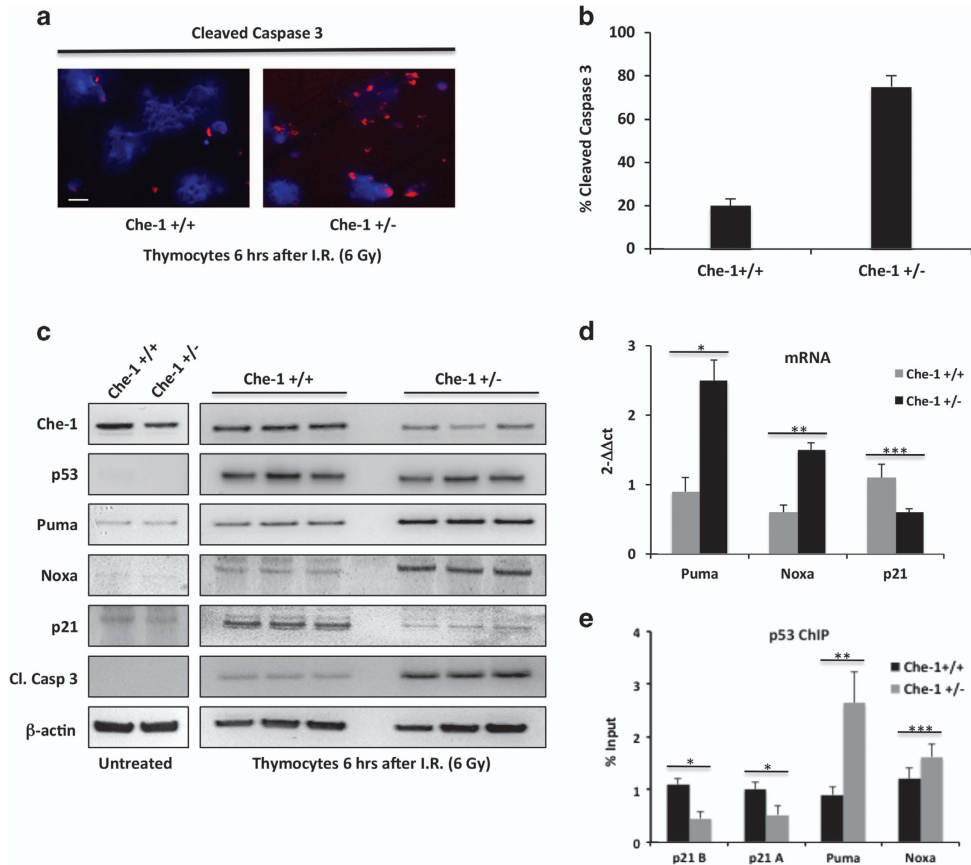 a
Cleaved Caspase 3
Che-1 +/+
Che-1 +/-
Thymocytes 6 hrs after I.R. (6 Gy)
b
% Cleaved Caspase 3
100
80
60
40
20
0
Che-1+/+
Che-1 +/-
c
Che-1 +/+
Che-1 +/-
Che-1 +/+
Che-1 +/-
Che-1
p53
Puma
Noxa
p21
Cl. Casp 3
β-actin
Untreated
Thymocytes 6 hrs after I.R. (6 Gy)
d
mRNA
2-ΔΔct
3
2
1
0
*
**
***
Che-1 +/+
Che-1 +/-
Puma
Noxa
p21
e
p53 ChIP
% Input
4
3
2
1
0
*
*
**
***
Che-1+/+
Che-1 +/-
p21 B
p21 A
Puma
Noxa